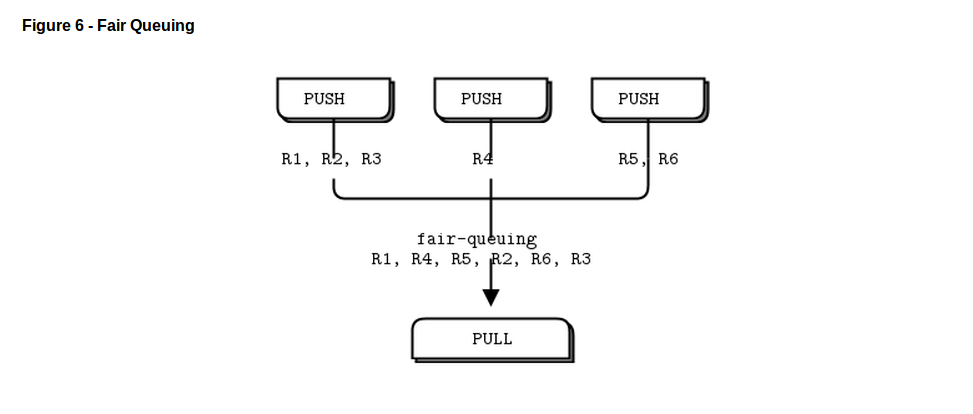 Figure 6 - Fair Queuing
PUSH PUSH PUSH
R1, R2, R3 R4 R5, R6
fair-queuing
R1, R4, R5, R2, R6, R3
PULL